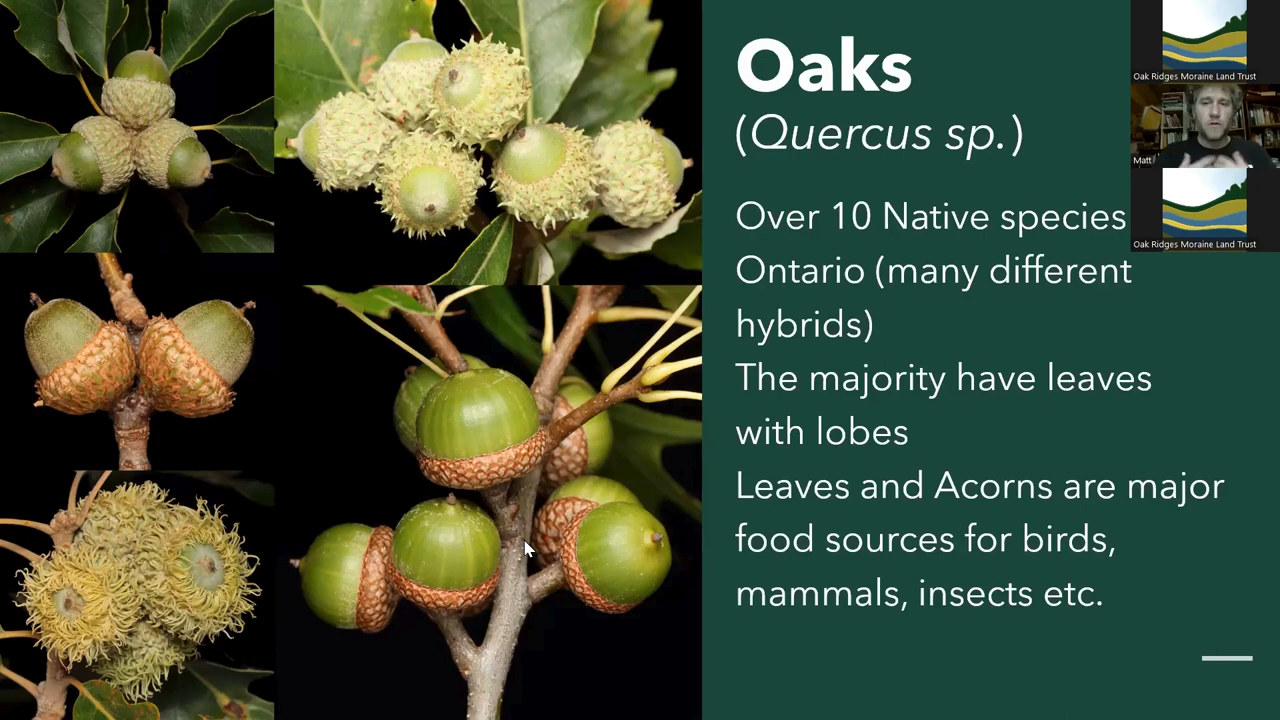 Oaks
(Quercus sp.)
Over 10 Native species
Ontario (many different
hybrids)
The majority have leaves
with lobes
Leaves and Acorns are major
food sources for birds,
mammals, insects etc.
Oak Ridges Moraine Land Trust
Matt
Oak Ridges Moraine Land Trust